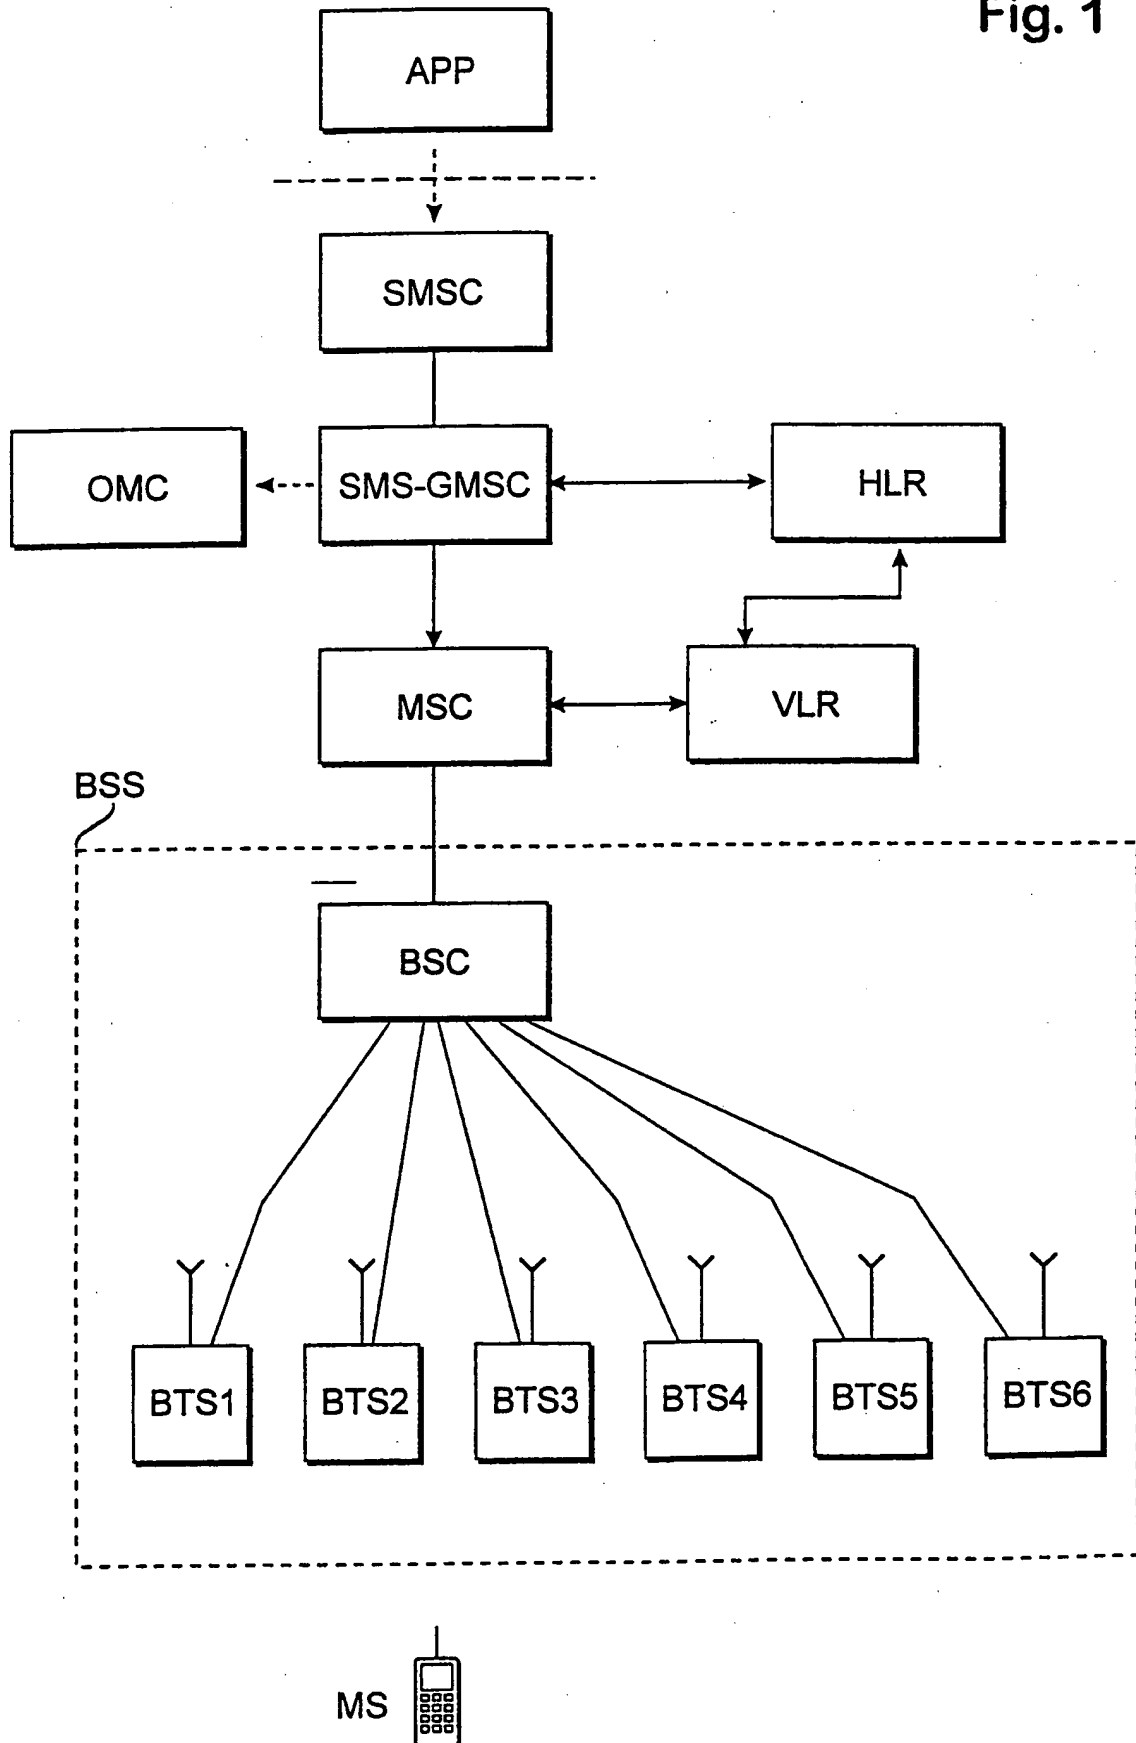 Fig. 1
APP
SMSC
OMC
SMS-GMSC
HLR
MSC
VLR
BSS
BSC
BTS1
BTS2
BTS3
BTS4
BTS5
BTS6
MS